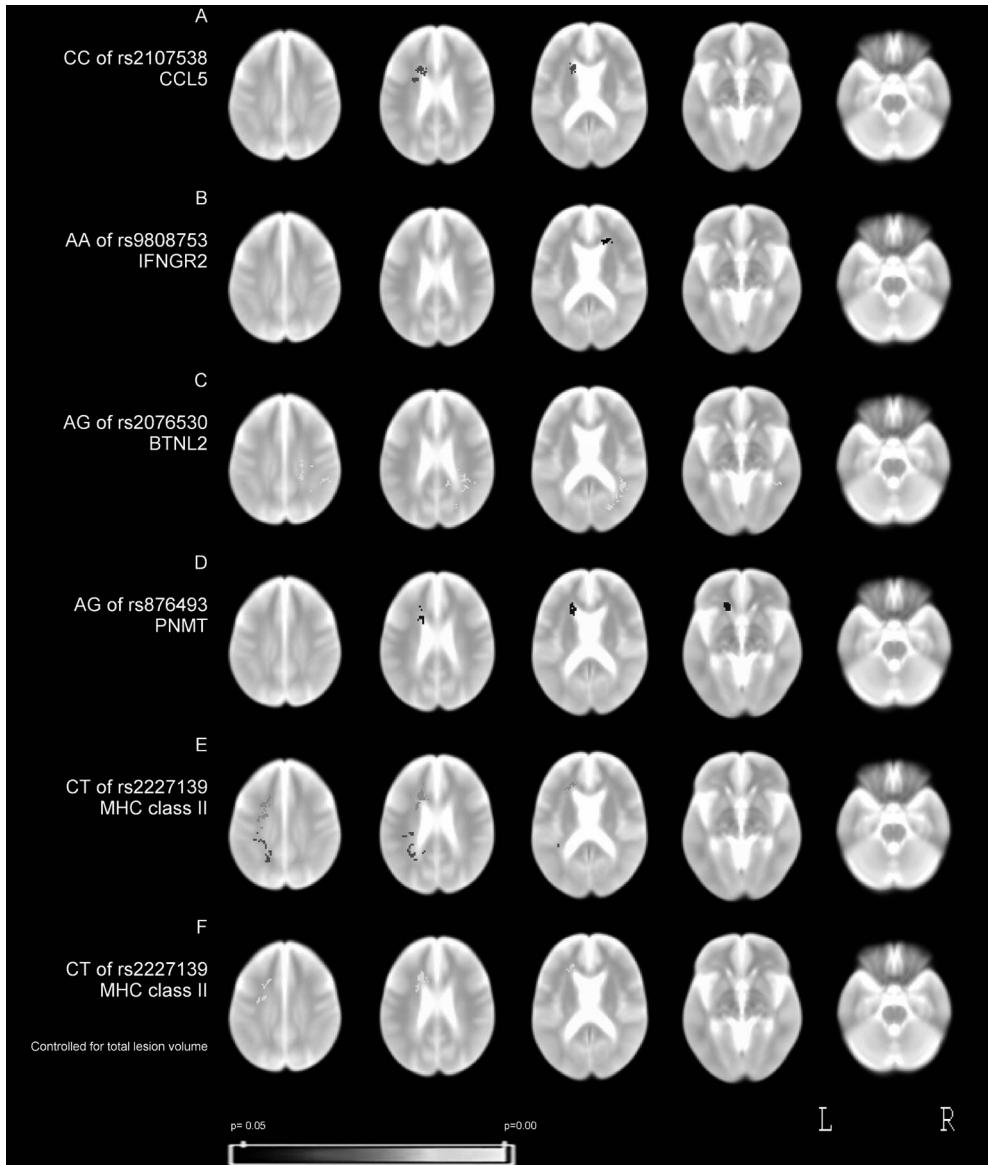 A
CC of rs2107538
CCL5
B
AA of rs9808753
IFNGR2
C
AG of rs2076530
BTNL2
D
AG of rs876493
PNMT
E
CT of rs2227139
MHC class II
F
CT of rs2227139
MHC class II
Controlled for total lesion volume
p= 0.05 p=0.00
L R